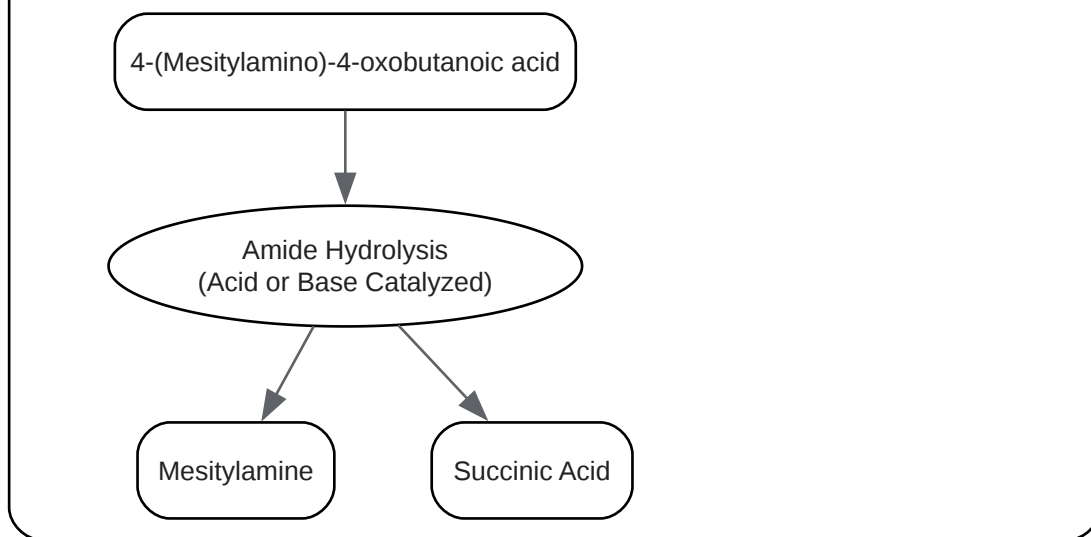 4-(Mesitylamino)-4-oxobutanoic acid
Amide Hydrolysis
(Acid or Base Catalyzed)
Mesitylamine
Succinic Acid